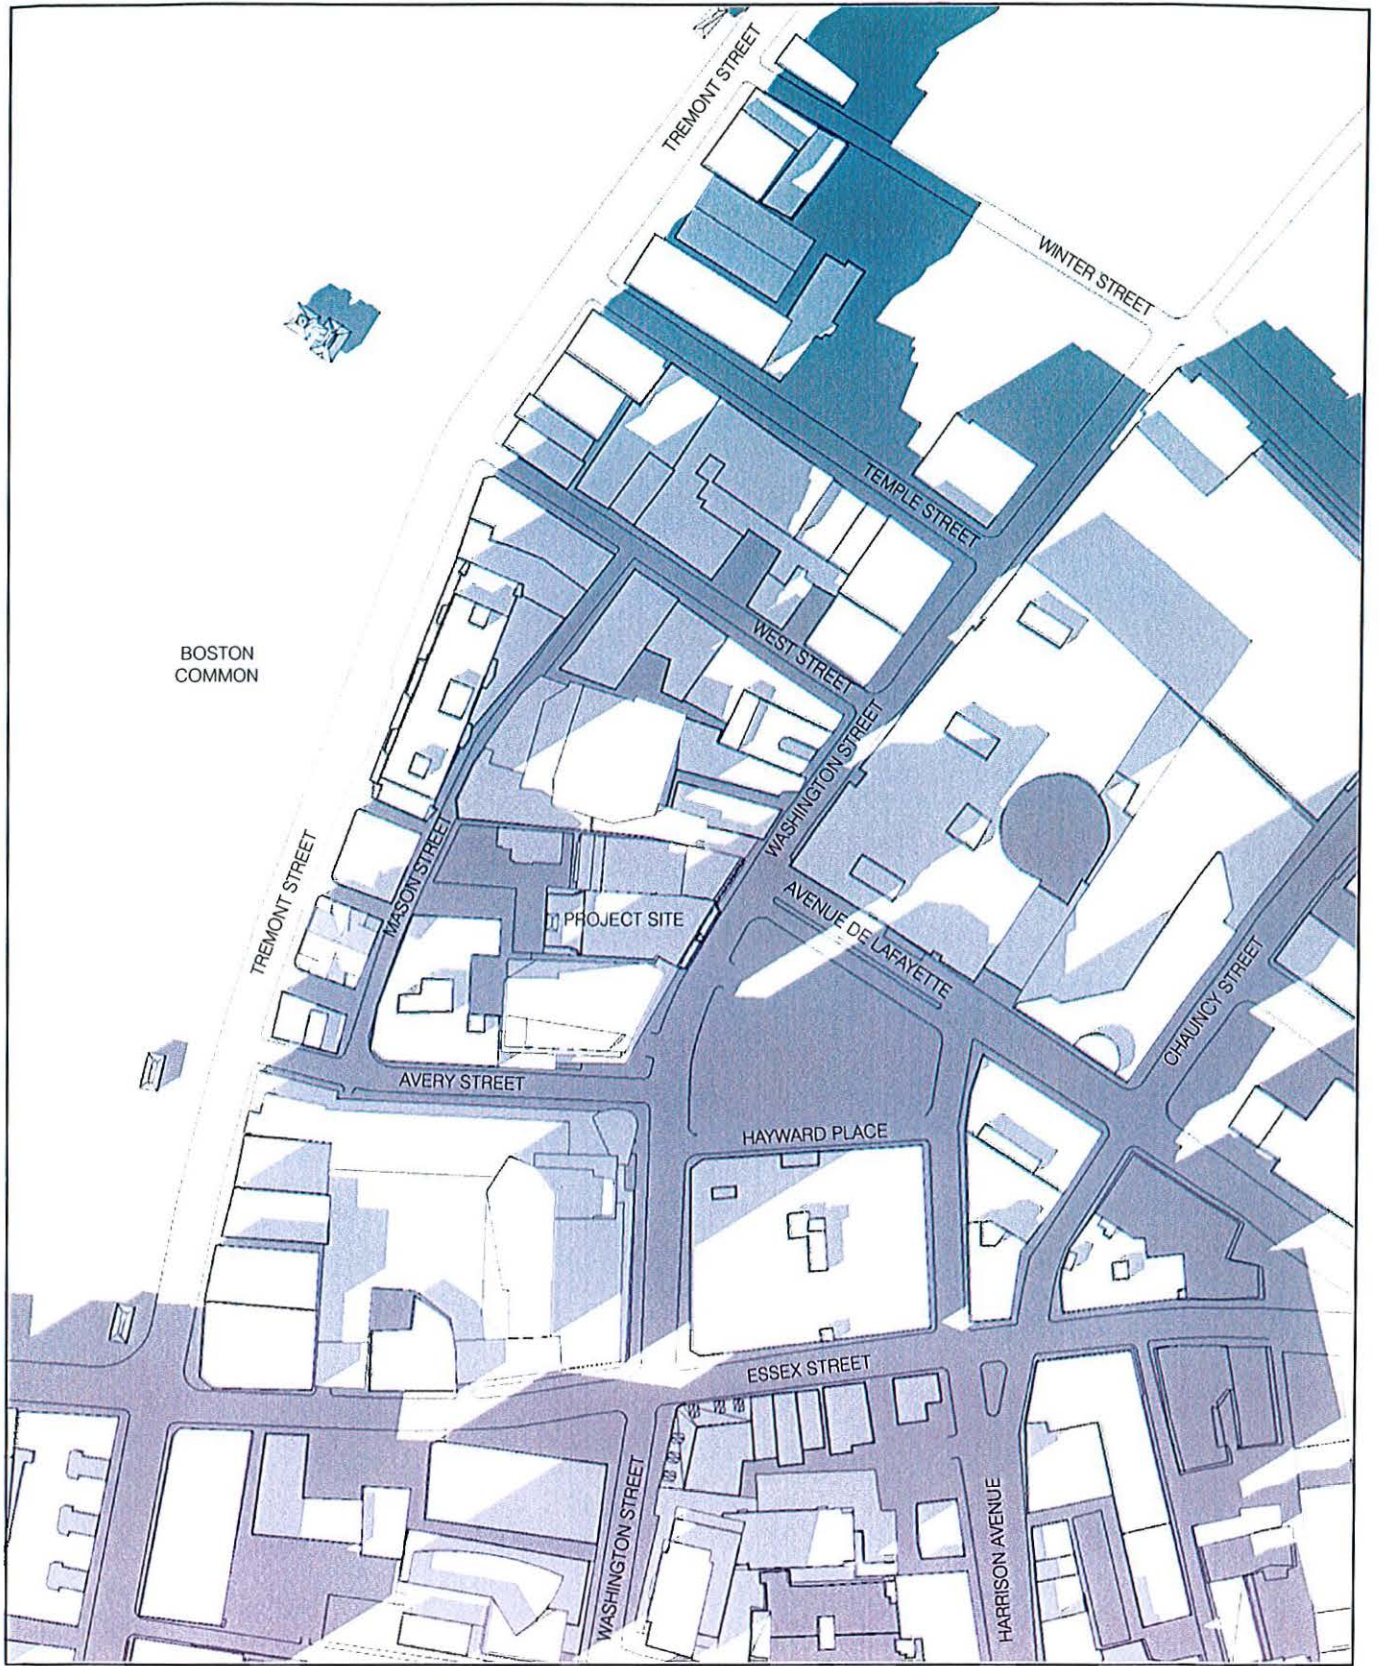 TREMONT STREET
WINTER STREET
TEMPLE STREET
BOSTON
COMMON
WEST STREET
WASHINGTON STREET
TREMONT STREET
MASON STREET
PROJECT SITE
AVENUE DE LAFAYETTE
CHAUNCY STREET
AVERY STREET
HAYWARD PLACE
ESSEX STREET
WASHINGTON STREET
HARRISON AVENUE